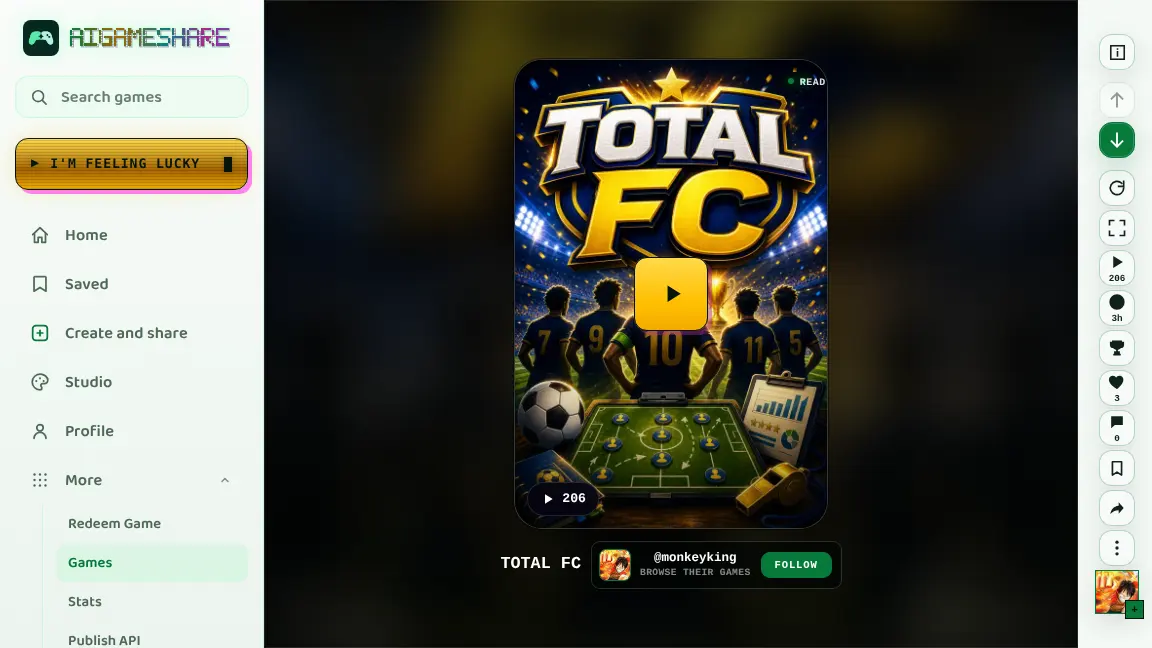 AIGAMESHARE
Search games
I'M FEELING LUCKY
Home
Saved
Create and share
Studio
Profile
More
Redeem Game
Games
Stats
Publish API
READ
TOTAL
FC
7
9
10
11
5
206
TOTAL FC
@monkeyking
BROWSE THEIR GAMES
FOLLOW
206
3h
3
0